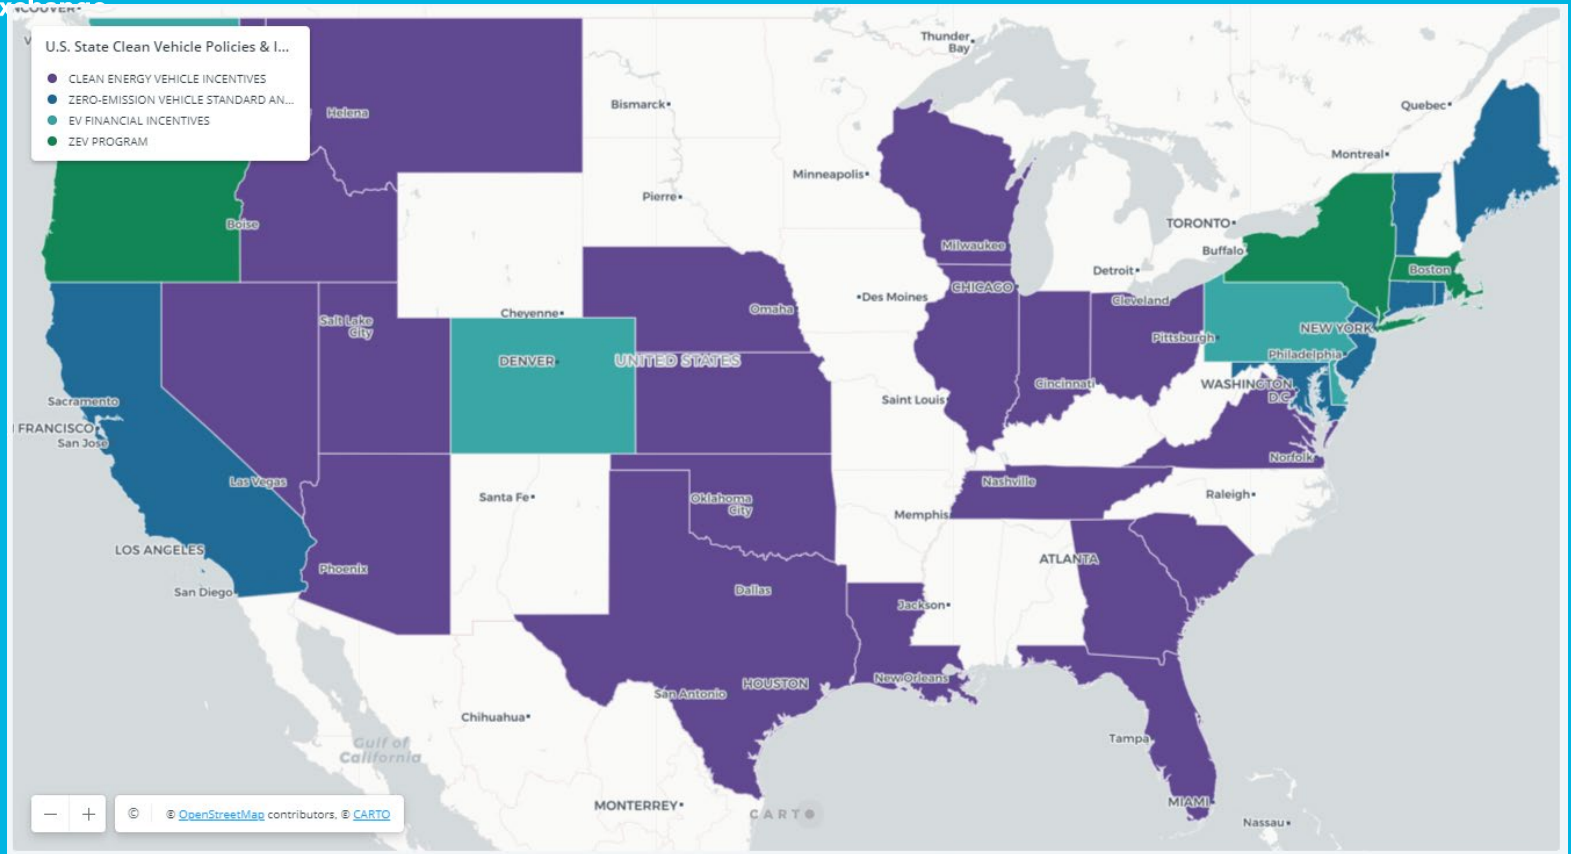 xchange
NCOUVER
U.S. State Clean Vehicle Policies & I...
CLEAN ENERGY VEHICLE INCENTIVES
ZERO-EMISSION VEHICLE STANDARD AN...
EV FINANCIAL INCENTIVES
ZEV PROGRAM
Helena
Thunder
Bay
Bismarck
Quebec
Montreal
Minneapolis
Pierre
Boise
TORONTO
Buffalo
Milwaukee
Detroit
Boston
CHICAGO
Des Moines
Cleveland
Cheyenne
Omaha
Salt Lake
City
NEW YORK
Pittsburgh
Philadelphia
DENVER
UNITED STATES
Cincinnati
WASHINGTON
D.C.
Sacramento
Saint Louis
FRANCISCO
San Jose
Norfolk
Las Vegas
Nashville
Santa Fe
Oklahoma
City
Raleigh
Memphis
LOS ANGELES
ATLANTA
Phoenix
San Diego
Dallas
Jackson
New Orleans
HOUSTON
San Antonio
Chihuahua
Tampa
Gulf of
California
MONTERREY
MIAMI
CARTO
Nassau
− + © © OpenStreetMap contributors, © CARTO